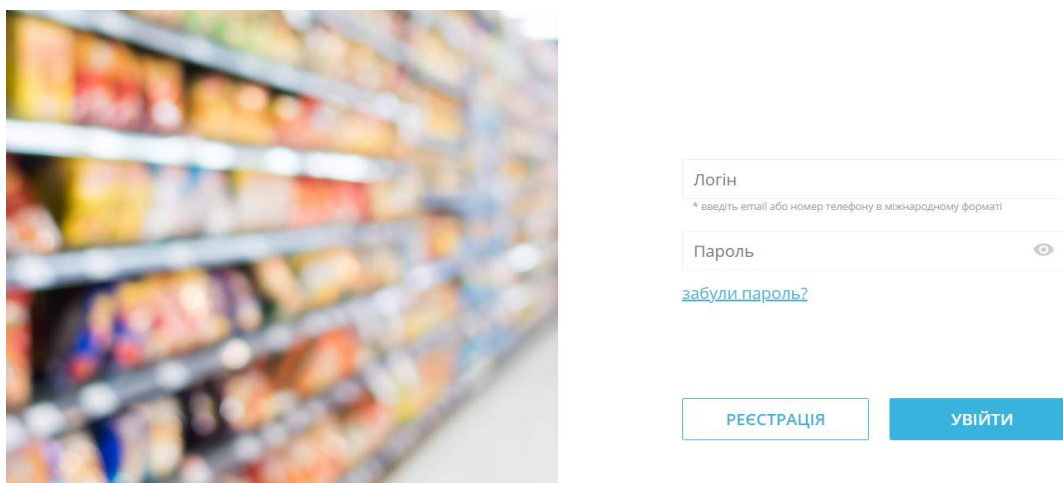 Логін
* введіть email або номер телефону в міжнародному форматі
Пароль
забули пароль?
РЕЄСТРАЦІЯ
УВІЙТИ